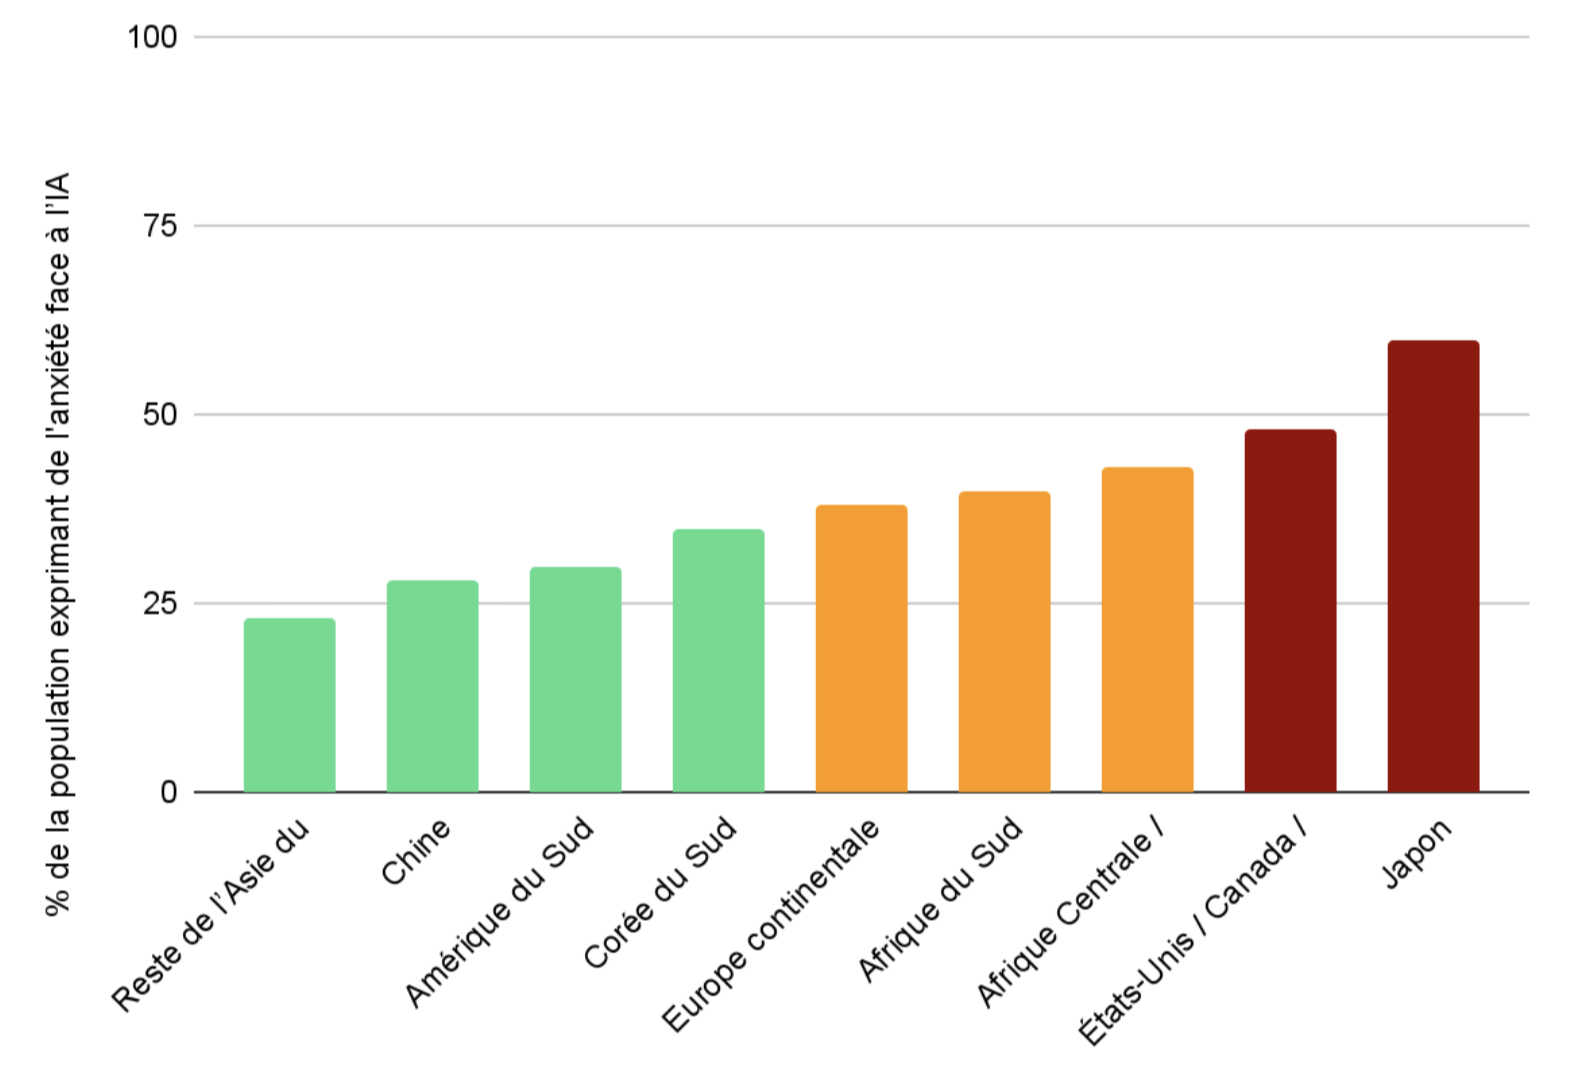 % de la population exprimant de l'anxiété face à l’IA
100
75
50
25
0
Reste de l’Asie du
Chine
Amérique du Sud
Corée du Sud
Europe continentale
Afrique du Sud
Afrique Centrale /
États-Unis / Canada /
Japon